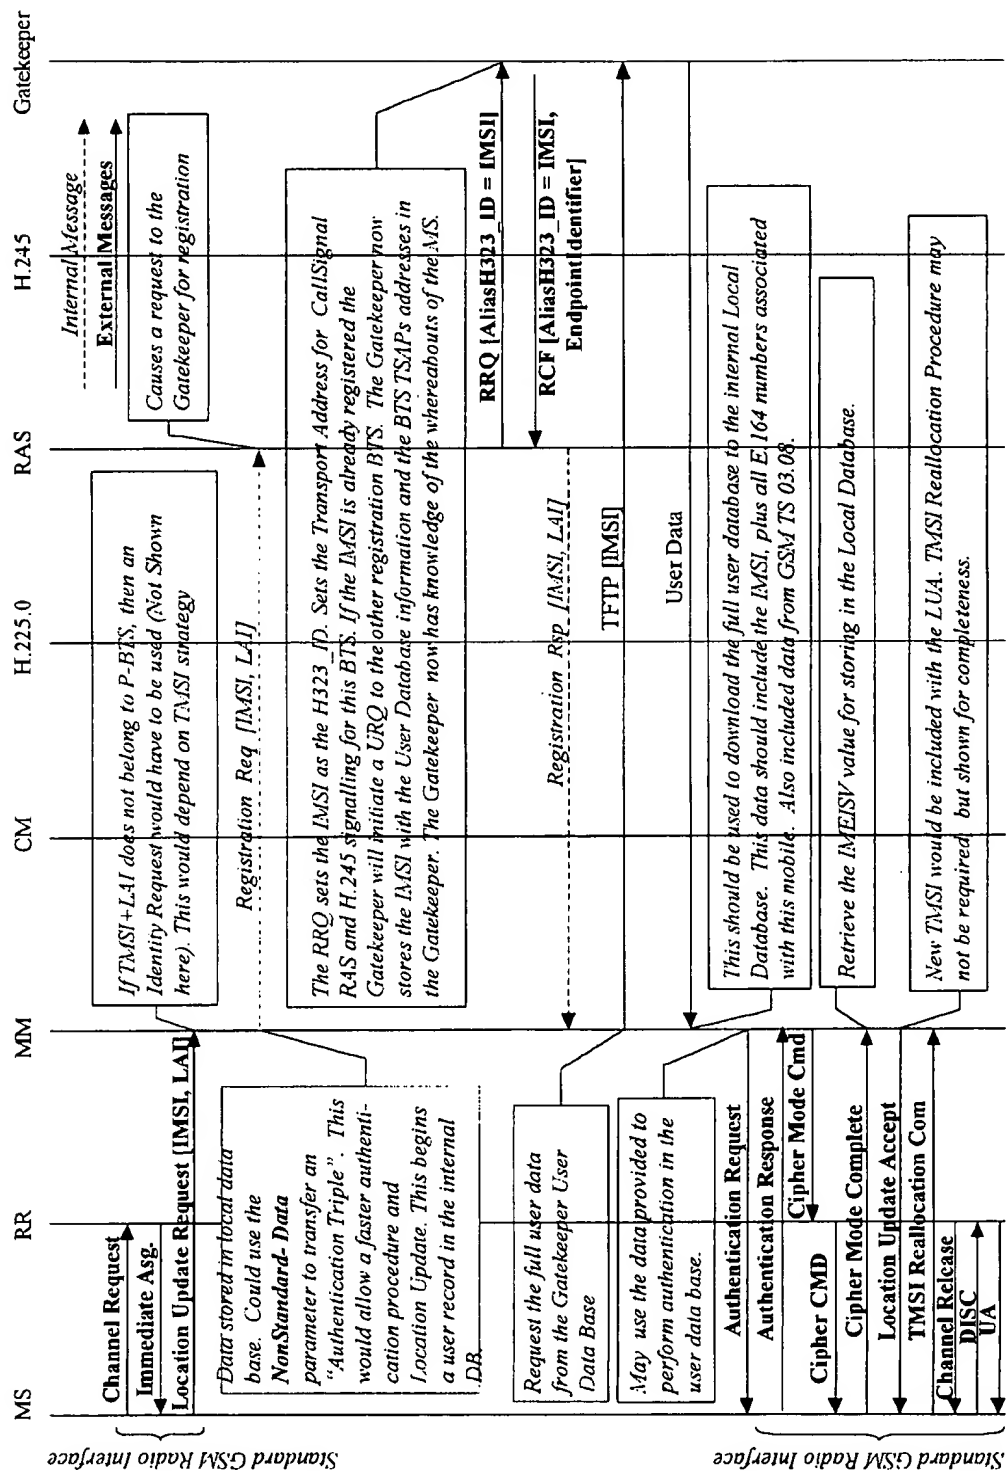 MS
RR
MM
CM
H.225.0
RAS
H.245
Gatekeeper
Internal Message
External Messages
Standard GSM Radio Interface
Channel Request
Immediate Asg.
Location Update Request [IMSI, LAI]
If TMSI+LAI does not belong to P-BTS, then an
Identity Request would have to be used (Not Shown
here). This would depend on TMSI strategy
Causes a request to the
Gatekeeper for registration
Registration Req [IMSI, LAI]
Data stored in local data
base. Could use the
NonStandard- Data
parameter to transfer an
"Authentication Triple". This
would allow a faster authenti-
cation procedure and
Location Update. This begins
a user record in the internal
DB.
The RRQ sets the IMSI as the H323_ID. Sets the Transport Address for CallSignal
RAS and H.245 signalling for this BTS. If the IMSI is already registered the
Gatekeeper will initiate a URQ to the other registration BTS. The Gatekeeper now
stores the IMSI with the User Database information and the BTS TSAPs addresses in
the Gatekeeper. The Gatekeeper now has knowledge of the whereabouts of the MS.
RRQ [AliasH323_ID = IMSI]
RCF [AliasH323_ID = IMSI,
EndpointIdentifier]
Registration Rsp [IMSI, LAI]
Request the full user data
from the Gatekeeper User
Data Base
TFTP [IMSI]
May use the data provided to
perform authentication in the
user data base.
User Data
This should be used to download the full user database to the internal Local
Database. This data should include the IMSI, plus all E.164 numbers associated
with this mobile. Also included data from GSM TS 03.08.
Authentication Request
Authentication Response
Cipher Mode Cmd
Cipher CMD
Cipher Mode Complete
Retrieve the IMEISV value for storing in the Local Database.
Location Update Accept
TMSI Reallocation Com
New TMSI would be included with the LUA. TMSI Reallocation Procedure may
not be required but shown for completeness.
Channel Release
DISC
UA
Standard GSM Radio Interface